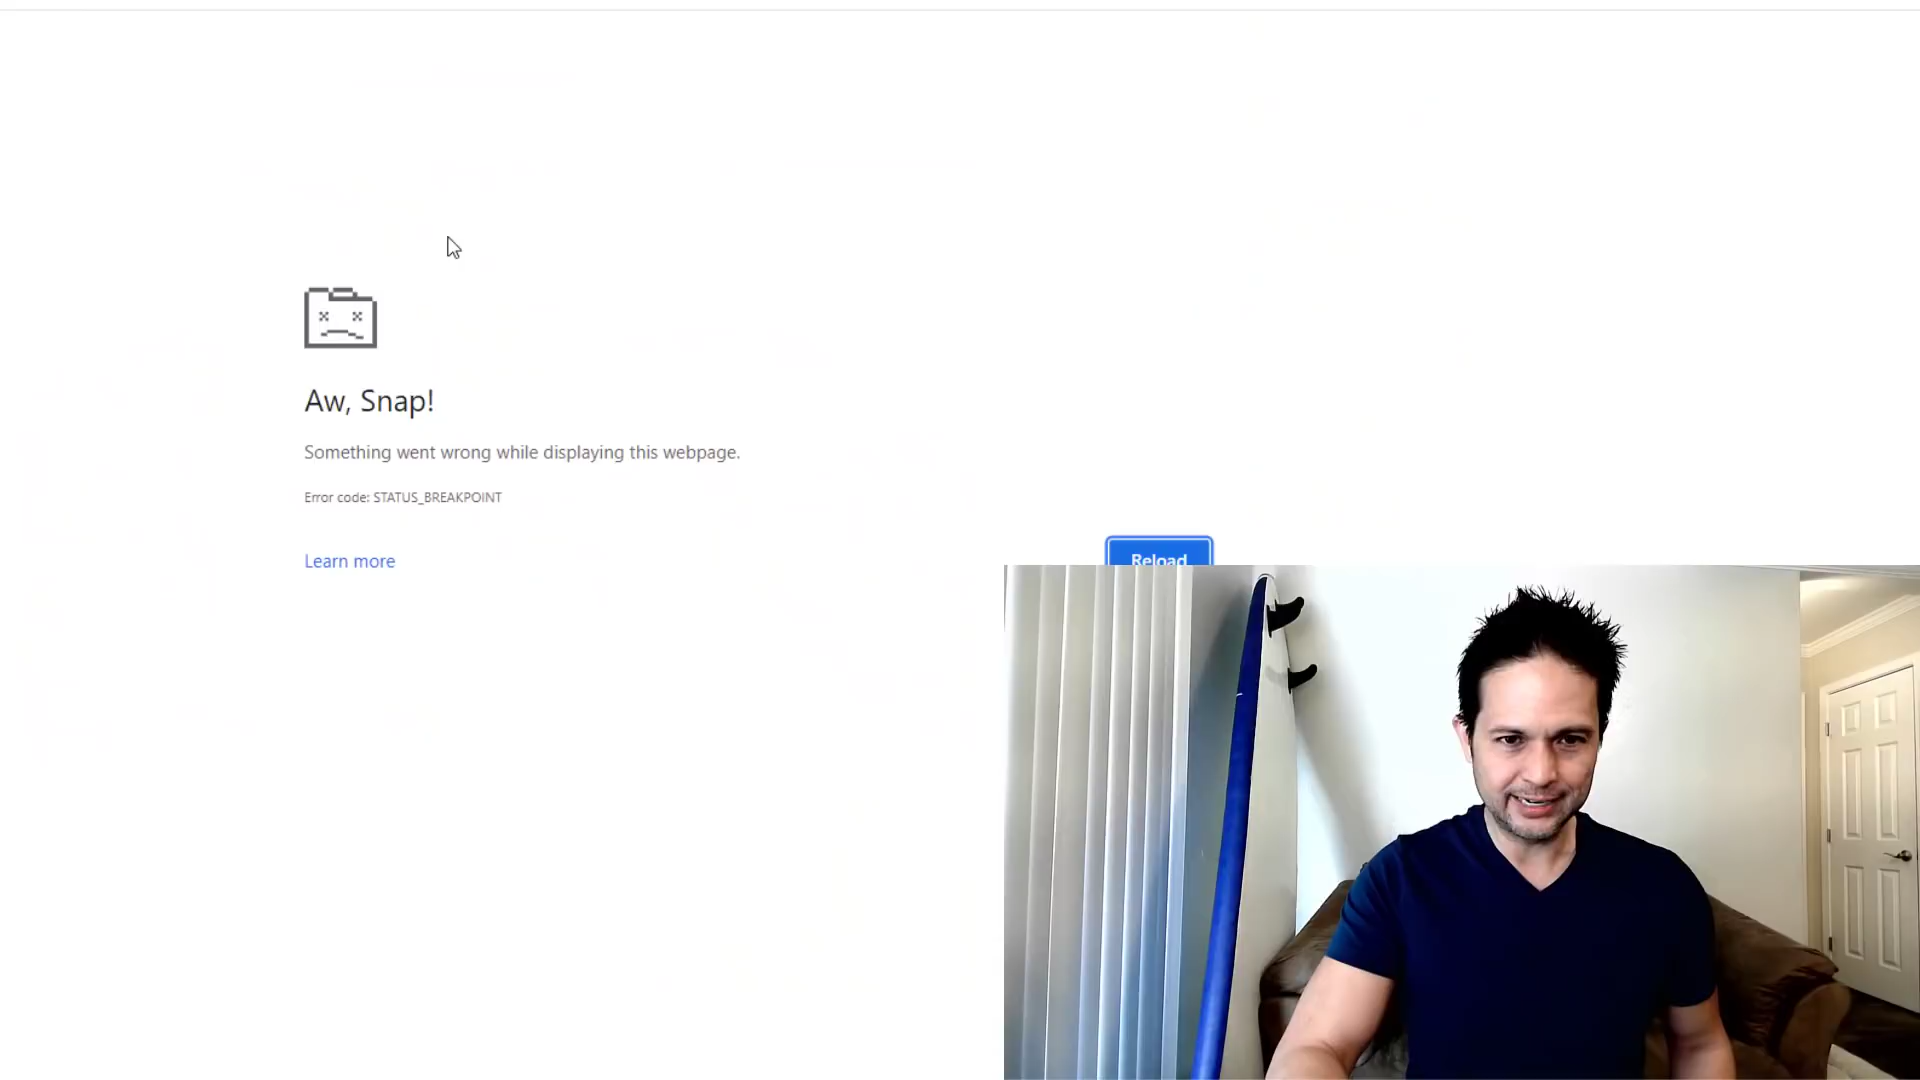 Aw, Snap!
Something went wrong while displaying this webpage.
Error code: STATUS_BREAKPOINT
Learn more
Reload